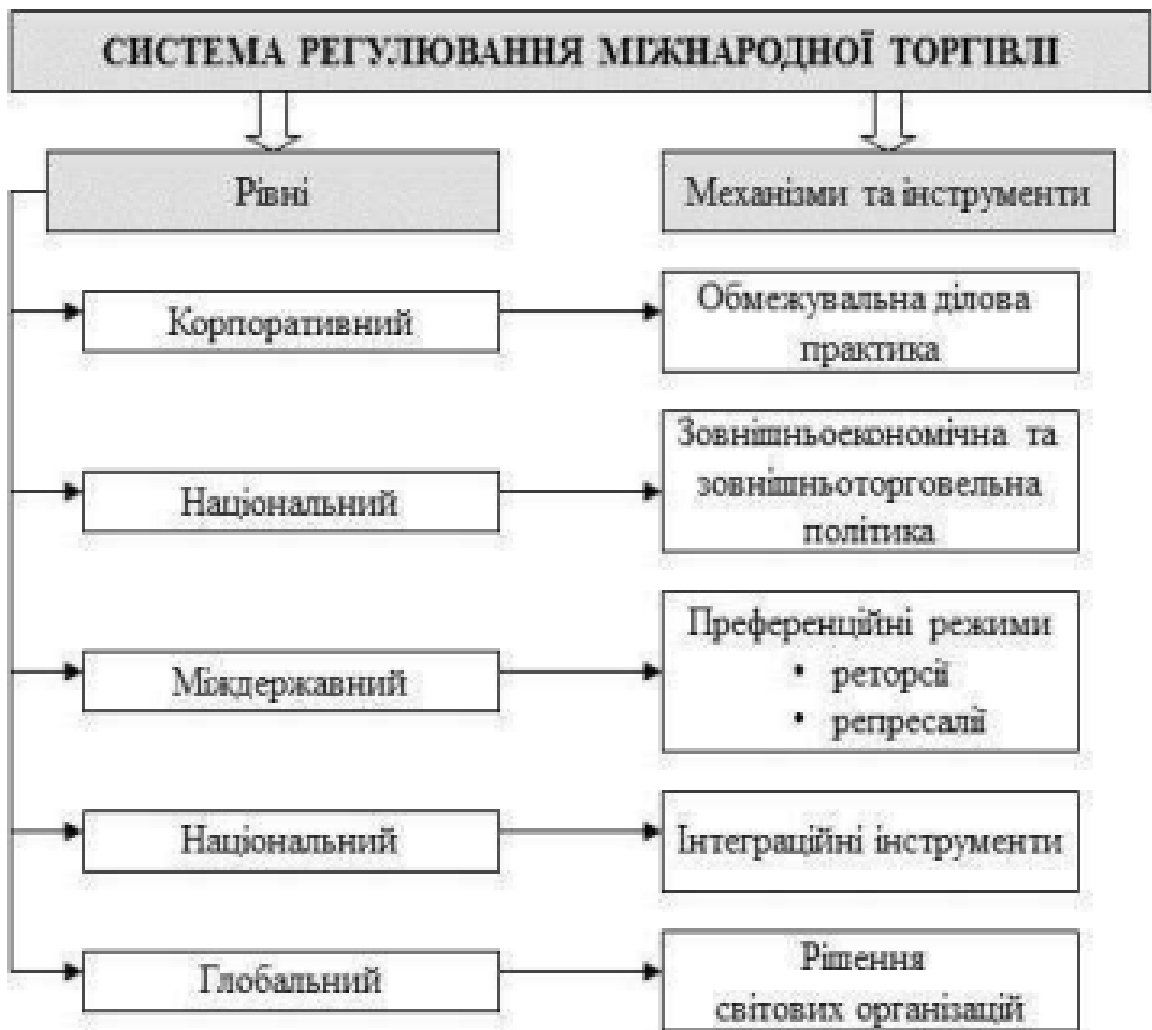 СИСТЕМА РЕГУЛЮВАННЯ МІЖНАРОДНОЇ ТОРГІВЛІ
Рівні
Механізми та інструменти
Корпоративний
Обмежувальна ділова
практика
Національний
Зовнішньоекономічна та
зовнішньоторговельна
політика
Міждержавний
Преференційні режими
• реторсії
• репресалії
Національний
Інтеграційні інструменти
Глобальний
Рішення
світових організацій